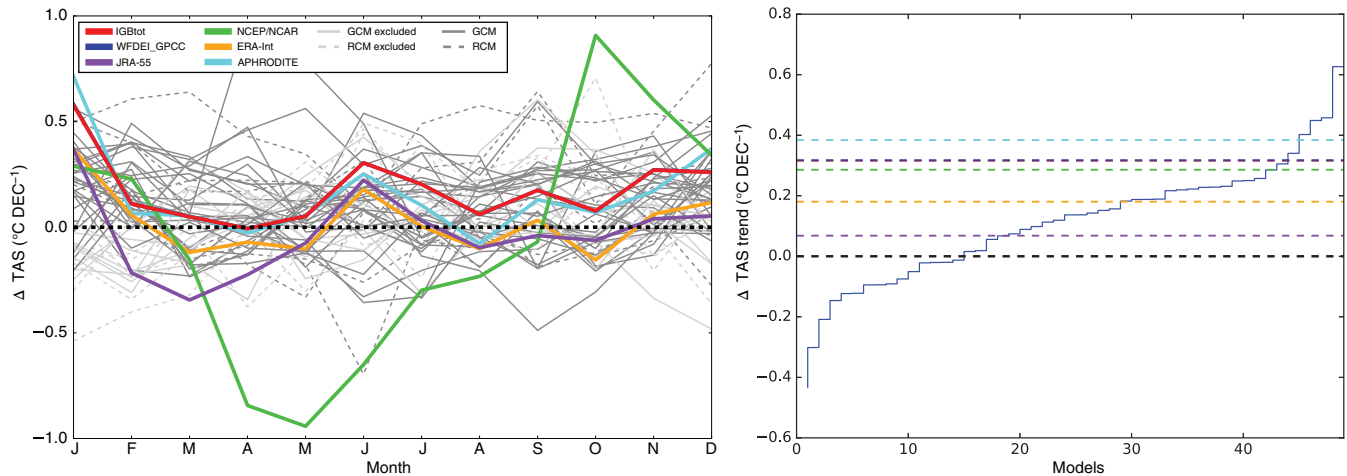 1.0
0.5
0.0
−0.5
−1.0
Δ TAS (°C DEC⁻¹)
IGBtot
WFDEI_GPCC
JRA-55
NCEP/NCAR
ERA-Int
APHRODITE
GCM excluded
RCM excluded
GCM
RCM
J F M A M J J A S O N D
Month
0.8
0.6
0.4
0.2
0.0
−0.2
−0.4
−0.6
Δ TAS trend (°C DEC⁻¹)
0 10 20 30 40
Models